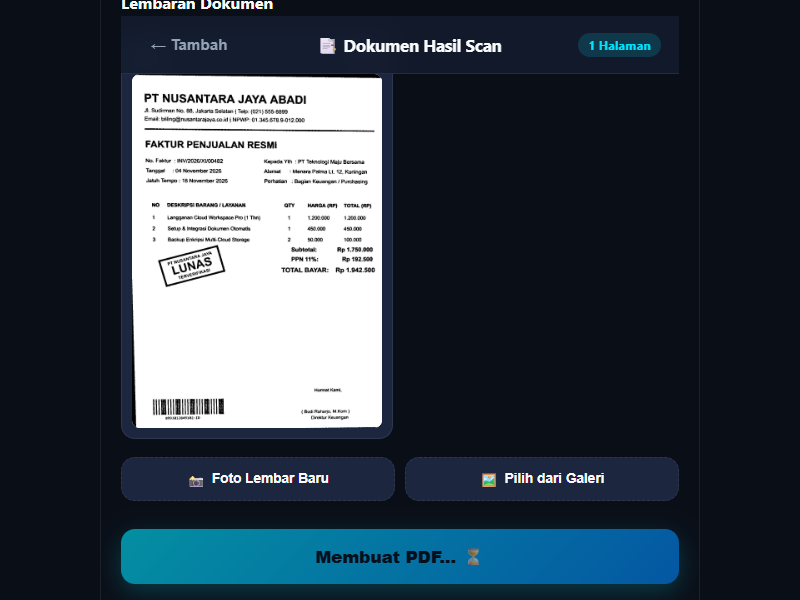 Lembaran Dokumen
← Tambah
Dokumen Hasil Scan
1 Halaman
PT NUSANTARA JAYA ABADI
Jl. Sudirman No. 88, Jakarta Selatan | Telp: (021) 555-8899
Email: billing@nusantarajaya.co.id | NPWP: 01.345.678.9-012.000
FAKTUR PENJUALAN RESMI
No. Faktur : INV/2026/XI/00482
Kepada Yth : PT Teknologi Maju Bersama
Tanggal : 04 November 2026
Alamat : Menara Palma Lt. 12, Kuningan
Jatuh Tempo : 18 November 2026
Perhatian : Bagian Keuangan / Purchasing
NO DESKRIPSI BARANG / LAYANAN QTY HARGA (RP) TOTAL (RP)
1 Langganan Cloud Workspace Pro (1 Thn) 1 1.200.000 1.200.000
2 Setup & Integrasi Dokumen Otomatis 1 450.000 450.000
3 Backup Enkripsi Multi-Cloud Storage 2 50.000 100.000
Subtotal: Rp 1.750.000
PPN 11%: Rp 192.500
TOTAL BAYAR: Rp 1.942.500
PT NUSANTARA JAYA
LUNAS
TERVERIFIKASI
Hormat Kami,
( Budi Raharjo, M.Kom )
Direktur Keuangan
Foto Lembar Baru
Pilih dari Galeri
Membuat PDF...